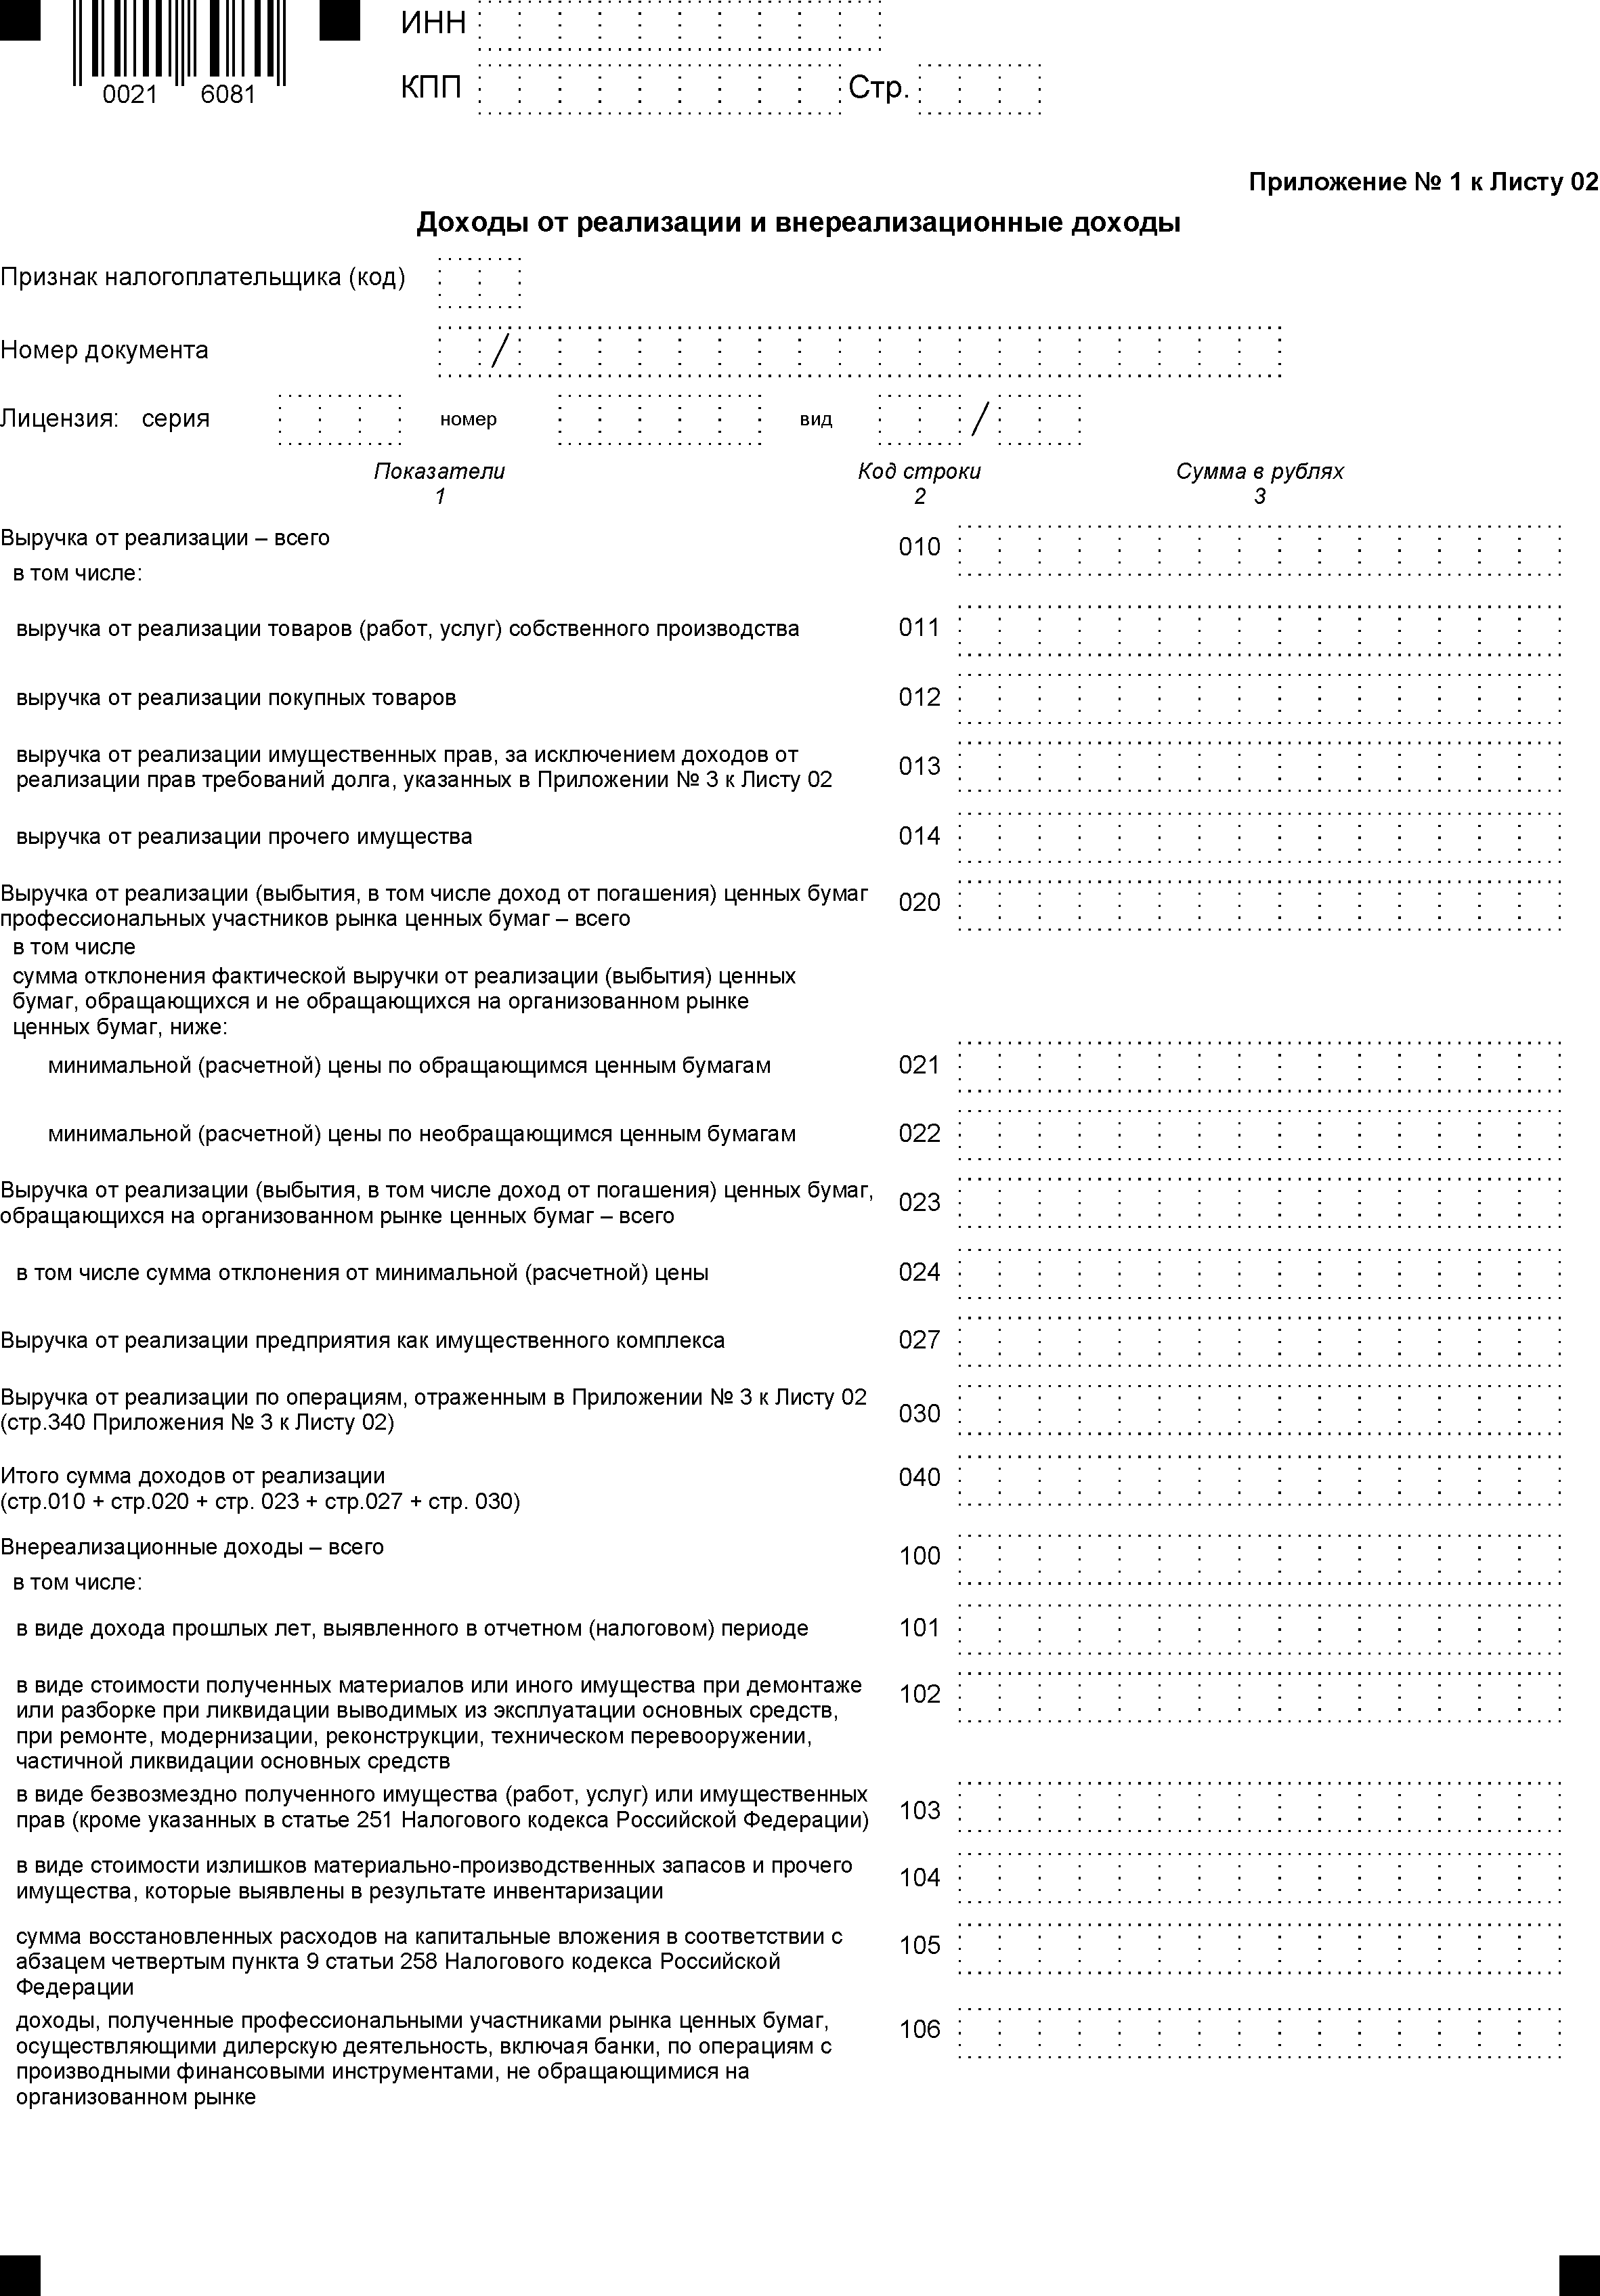 ИНН
0021 6081
КПП Стр.
Приложение № 1 к Листу 02
Доходы от реализации и внереализационные доходы
Признак налогоплательщика (код)
Номер документа /
Лицензия: серия номер вид /
Показатели Код строки Сумма в рублях
1 2 3
Выручка от реализации – всего 010
в том числе:
выручка от реализации товаров (работ, услуг) собственного производства 011
выручка от реализации покупных товаров 012
выручка от реализации имущественных прав, за исключением доходов от
реализации прав требований долга, указанных в Приложении № 3 к Листу 02 013
выручка от реализации прочего имущества 014
Выручка от реализации (выбытия, в том числе доход от погашения) ценных бумаг 020
профессиональных участников рынка ценных бумаг – всего
в том числе
сумма отклонения фактической выручки от реализации (выбытия) ценных
бумаг, обращающихся и не обращающихся на организованном рынке
ценных бумаг, ниже:
минимальной (расчетной) цены по обращающимся ценным бумагам 021
минимальной (расчетной) цены по необращающимся ценным бумагам 022
Выручка от реализации (выбытия, в том числе доход от погашения) ценных бумаг, 023
обращающихся на организованном рынке ценных бумаг – всего
в том числе сумма отклонения от минимальной (расчетной) цены 024
Выручка от реализации предприятия как имущественного комплекса 027
Выручка от реализации по операциям, отраженным в Приложении № 3 к Листу 02 030
(стр.340 Приложения № 3 к Листу 02)
Итого сумма доходов от реализации 040
(стр.010 + стр.020 + стр. 023 + стр.027 + стр. 030)
Внереализационные доходы – всего 100
в том числе:
в виде дохода прошлых лет, выявленного в отчетном (налоговом) периоде 101
в виде стоимости полученных материалов или иного имущества при демонтаже 102
или разборке при ликвидации выводимых из эксплуатации основных средств,
при ремонте, модернизации, реконструкции, техническом перевооружении,
частичной ликвидации основных средств
в виде безвозмездно полученного имущества (работ, услуг) или имущественных 103
прав (кроме указанных в статье 251 Налогового кодекса Российской Федерации)
в виде стоимости излишков материально-производственных запасов и прочего 104
имущества, которые выявлены в результате инвентаризации
сумма восстановленных расходов на капитальные вложения в соответствии с 105
абзацем четвертым пункта 9 статьи 258 Налогового кодекса Российской
Федерации
доходы, полученные профессиональными участниками рынка ценных бумаг, 106
осуществляющими дилерскую деятельность, включая банки, по операциям с
производными финансовыми инструментами, не обращающимися на
организованном рынке